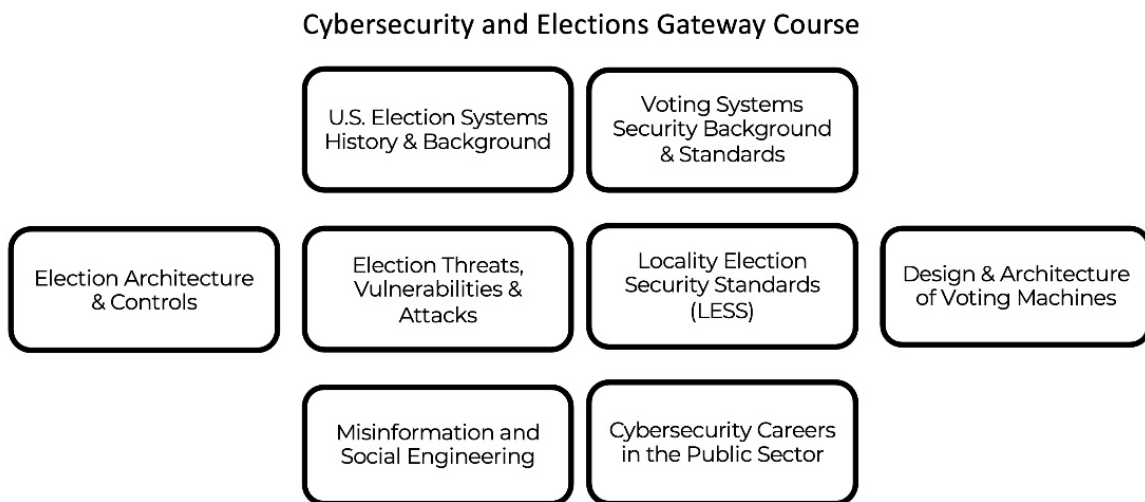 Cybersecurity and Elections Gateway Course
U.S. Election Systems
History & Background
Voting Systems
Security Background
& Standards
Election Architecture
& Controls
Election Threats,
Vulnerabilities &
Attacks
Locality Election
Security Standards
(LESS)
Design & Architecture
of Voting Machines
Misinformation and
Social Engineering
Cybersecurity Careers
in the Public Sector